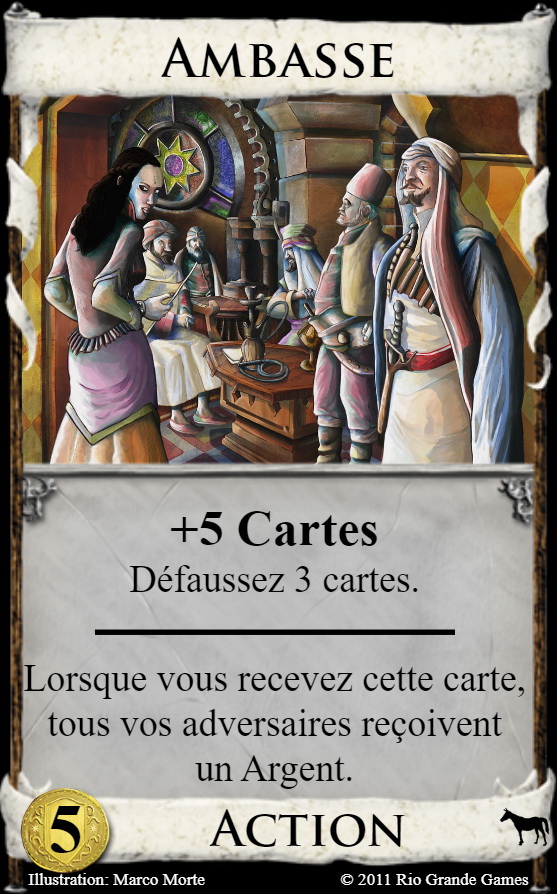 AMBASSE
+5 Cartes
Défaussez 3 cartes.
Lorsque vous recevez cette carte,
tous vos adversaires reçoivent
un Argent.
5
ACTION
Illustration: Marco Morte
© 2011 Rio Grande Games